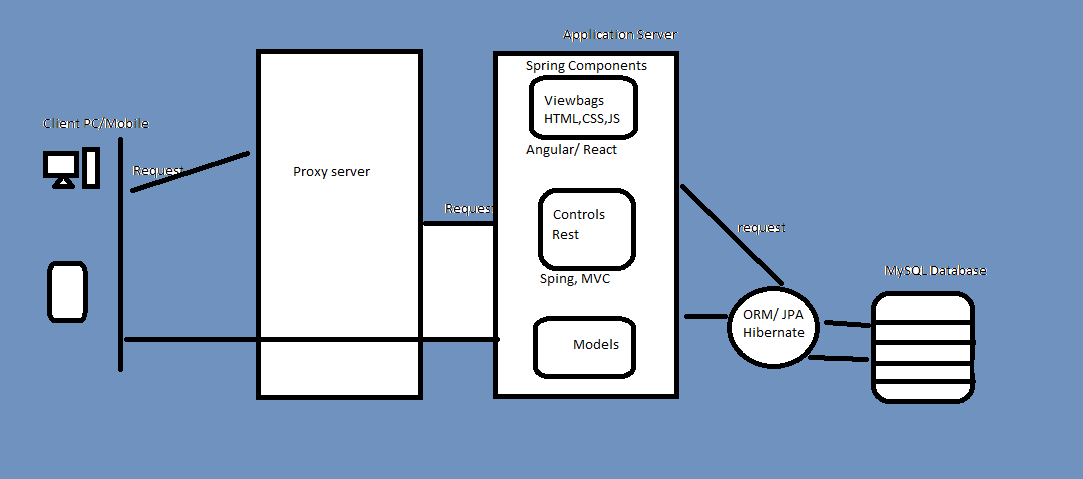 Application Server
Spring Components
Viewbags
HTML,CSS,JS
Angular/ React
Client PC/Mobile
Request
Proxy server
Request
Controls
Rest
Sping, MVC
Models
request
MySQL Database
ORM/ JPA
Hibernate